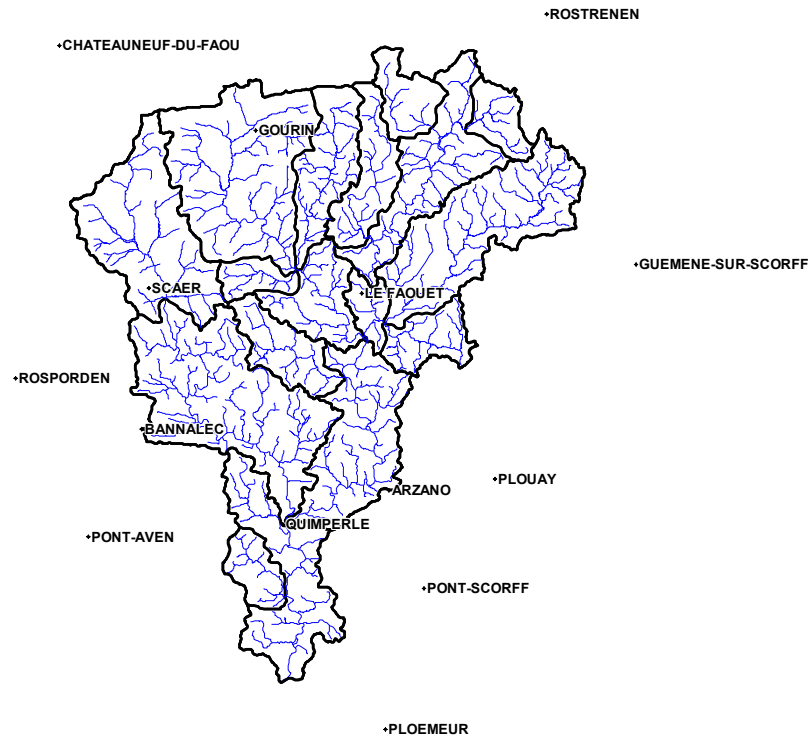 ROSTRENEN
CHATEAUNEUF-DU-FAOU
GOURIN
GUEMENE-SUR-SCORFF
SCAER
LE FAOUET
ROSPORDEN
BANNALEC
PLOUAY
ARZANO
QUIMPERLE
PONT-AVEN
PONT-SCORFF
PLOEMEUR